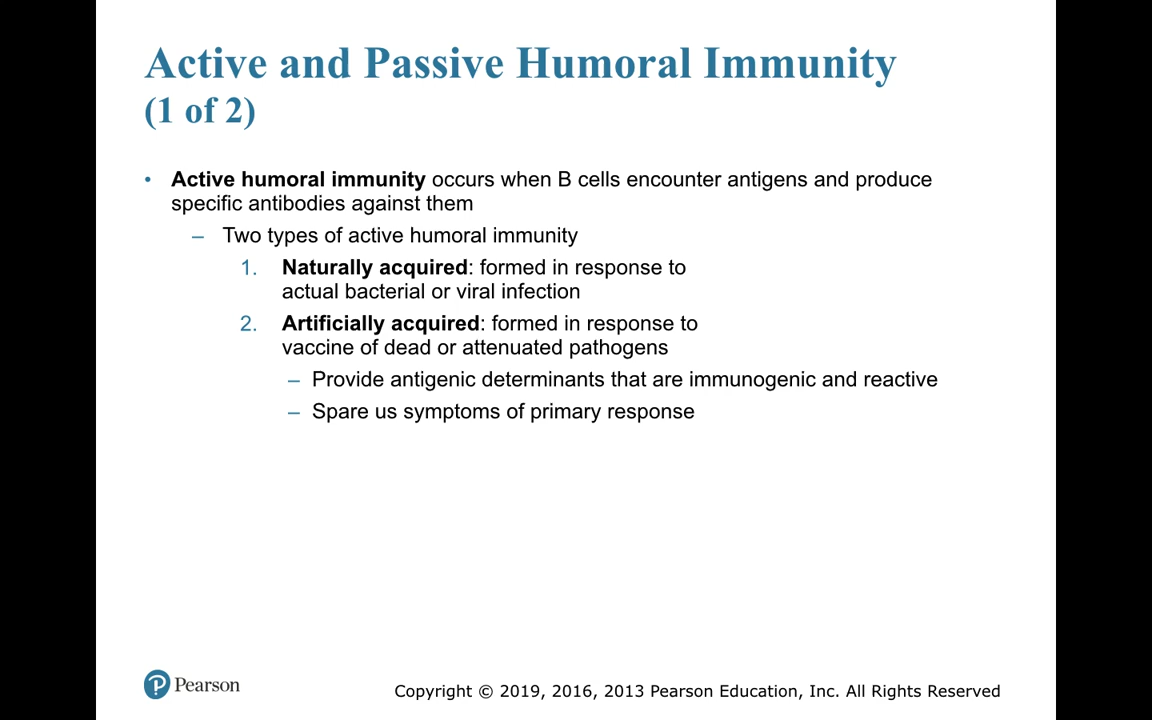 Active and Passive Humoral Immunity
(1 of 2)
• Active humoral immunity occurs when B cells encounter antigens and produce
specific antibodies against them
– Two types of active humoral immunity
1. Naturally acquired: formed in response to
actual bacterial or viral infection
2. Artificially acquired: formed in response to
vaccine of dead or attenuated pathogens
– Provide antigenic determinants that are immunogenic and reactive
– Spare us symptoms of primary response
Pearson
Copyright © 2019, 2016, 2013 Pearson Education, Inc. All Rights Reserved